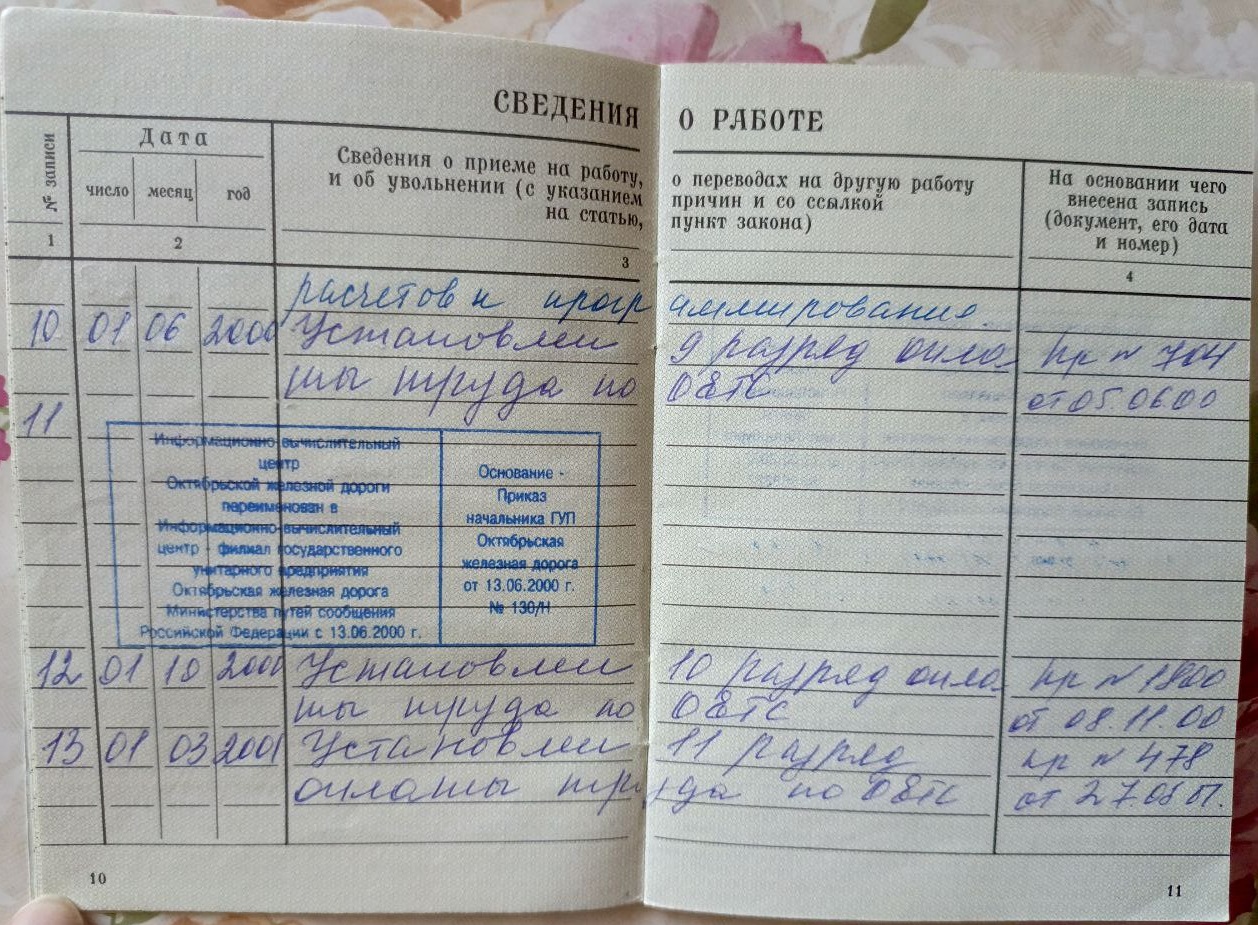 СВЕДЕНИЯ О РАБОТЕ
№ записи
Дата
число месяц год
Сведения о приеме на работу, о переводах на другую работу
и об увольнении (с указанием причин и со ссылкой
на статью, пункт закона)
На основании чего
внесена запись
(документ, его дата
и номер)
1 2 3 4
расчетов и программирования.
10 01 06 2000 Установлен 9 разряд опла пр № 704
ты труда по ОЕТС от 05.06.00
11
Информационно вычислительный
центр
Октябрьской железной дороги
переименован в
Информационно-вычислительный
центр - филиал государственного
унитарного предприятия
Октябрьская железная дорога
Министерства путей сообщения
Российской Федерации с 13.06.2000 г.
Основание -
Приказ
начальника ГУП
Октябрьская
железная дорога
от 13.06.2000 г.
№ 130/Н
12 01 10 2000 Установлен 10 разряд опла пр № 1800
ты труда по ОЕТС от 08.11.00
13 01 03 2001 Установлен 11 разряд пр № 478
оплаты труда по ОЕТС от
10
11